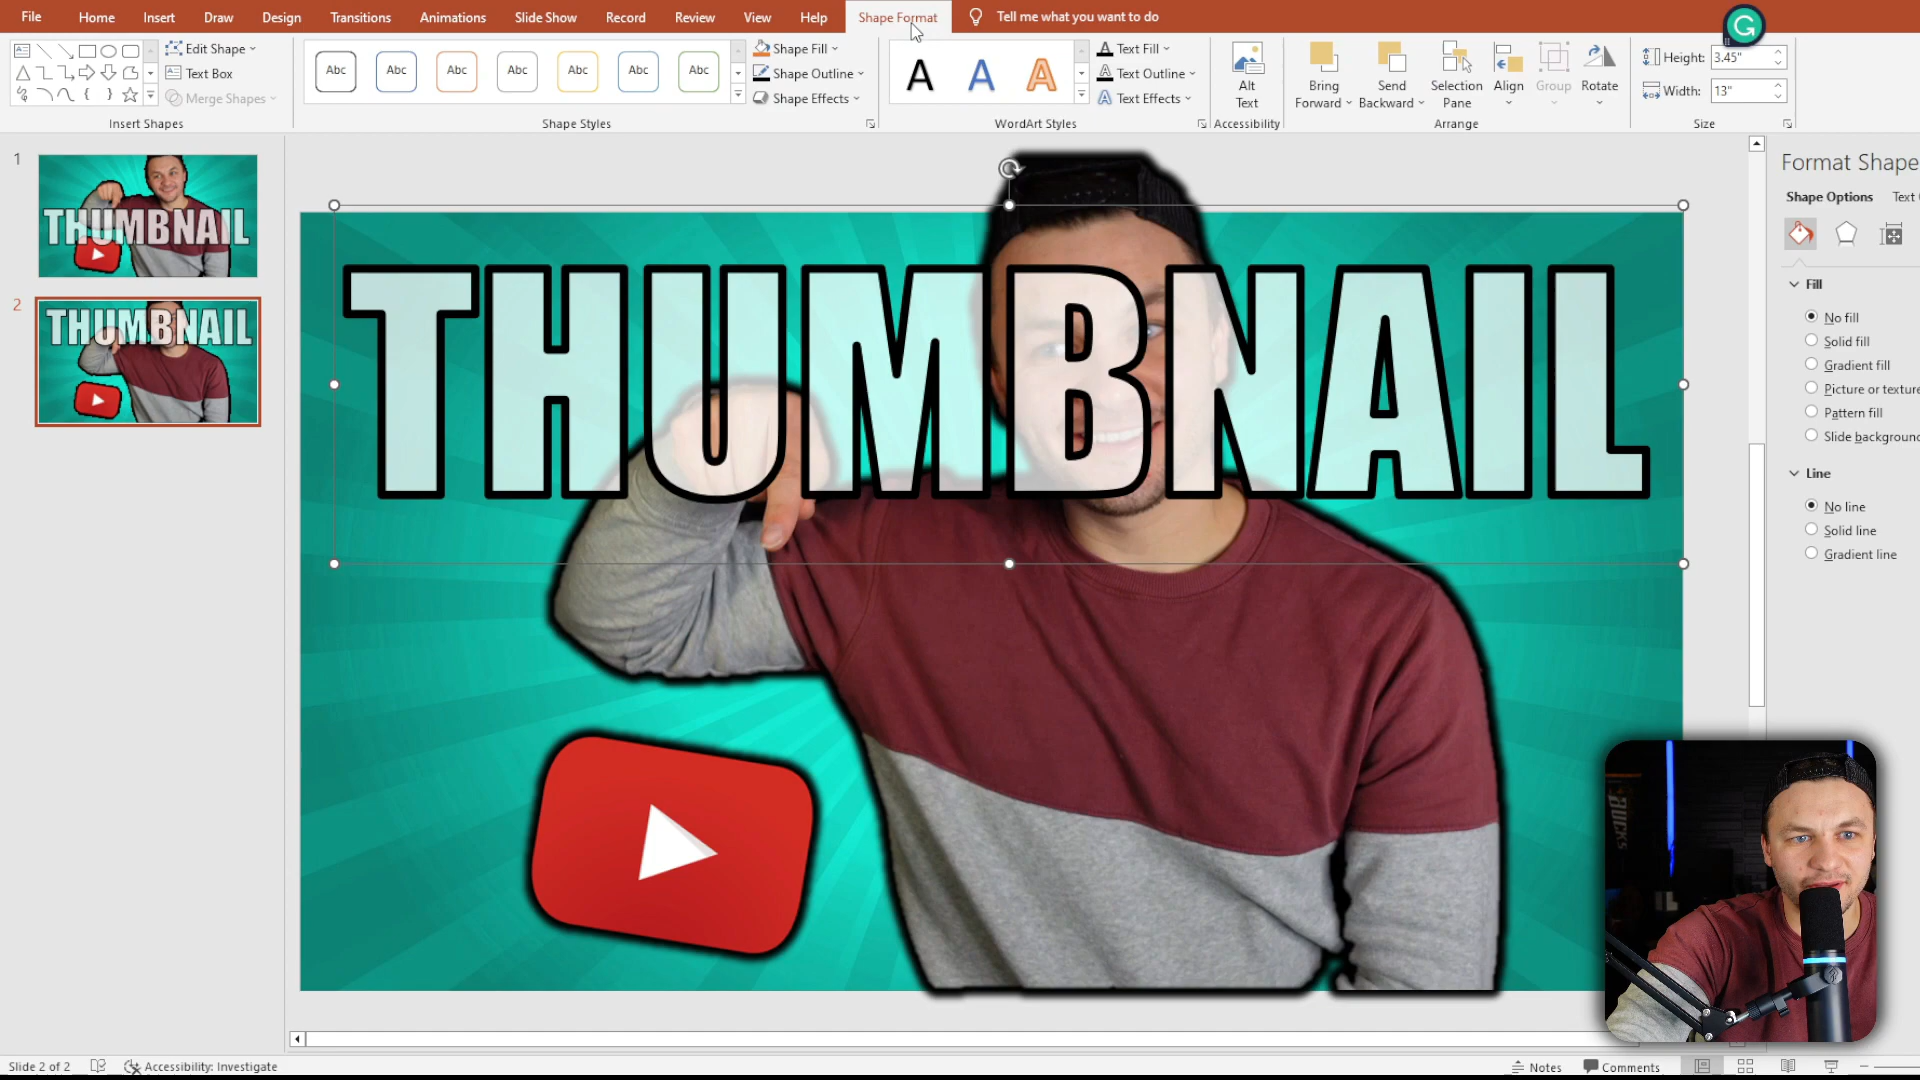 File Home Insert Draw Design Transitions Animations Slide Show Record Review View Help Shape Format Tell me what you want to do
Edit Shape
Text Box
Merge Shapes
Insert Shapes
Abc Abc Abc Abc Abc Abc Abc
Shape Fill
Shape Outline
Shape Effects
Shape Styles
A A A
Text Fill
Text Outline
Text Effects
WordArt Styles
Alt
Text
Accessibility
Bring
Forward
Send
Backward
Selection
Pane
Align
Group
Rotate
Arrange
Height: 3.45"
Width: 13"
Size
1
THUMBNAIL
2
THUMBNAIL
THUMBNAIL
Format Shape
Shape Options Text
Fill
No fill
Solid fill
Gradient fill
Picture or texture
Pattern fill
Slide background
Line
No line
Solid line
Gradient line
BUCKS
Slide 2 of 2 Accessibility: Investigate Notes Comments